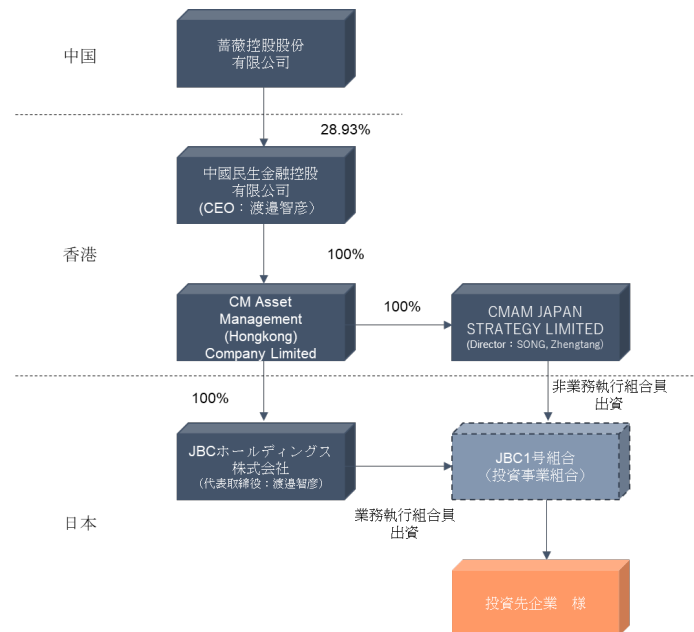 中国
薔薇控股股份
有限公司
28.93%
中國民生金融控股
有限公司
(CEO：渡邉智彦）
香港
100%
CM Asset
Management
(Hongkong)
Company Limited
100%
CMAM JAPAN
STRATEGY LIMITED
(Director：SONG, Zhengtang)
100%
非業務執行組合員
出資
JBCホールディングス
株式会社
（代表取締役：渡邉智彦）
JBC1号組合
（投資事業組合）
業務執行組合員
出資
日本
投資先企業　様